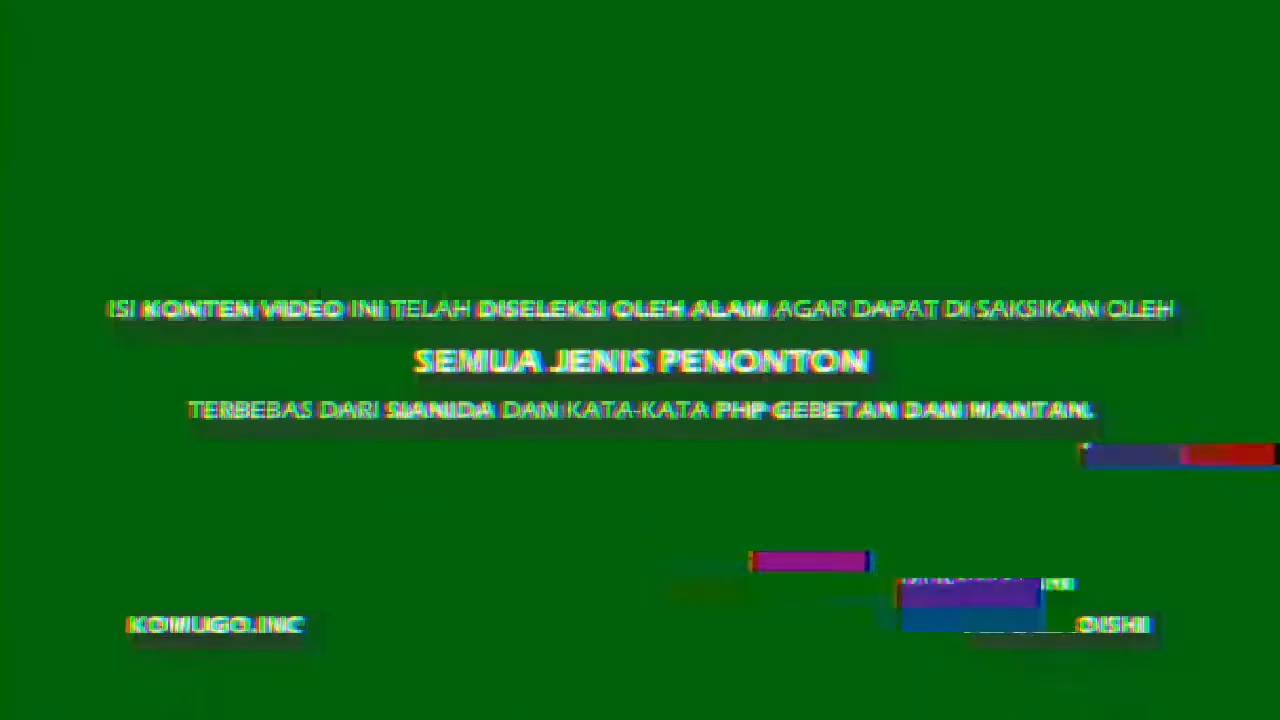 ISI KONTEN VIDEO INI TELAH DISELEKSI OLEH ALAM AGAR DAPAT DI SAKSIKAN OLEH
SEMUA JENIS PENONTON
TERBEBAS DARI SIANIDA DAN KATA-KATA PHP GEBETAN DAN MANTAN.
KOMUGO.INC
OISHI